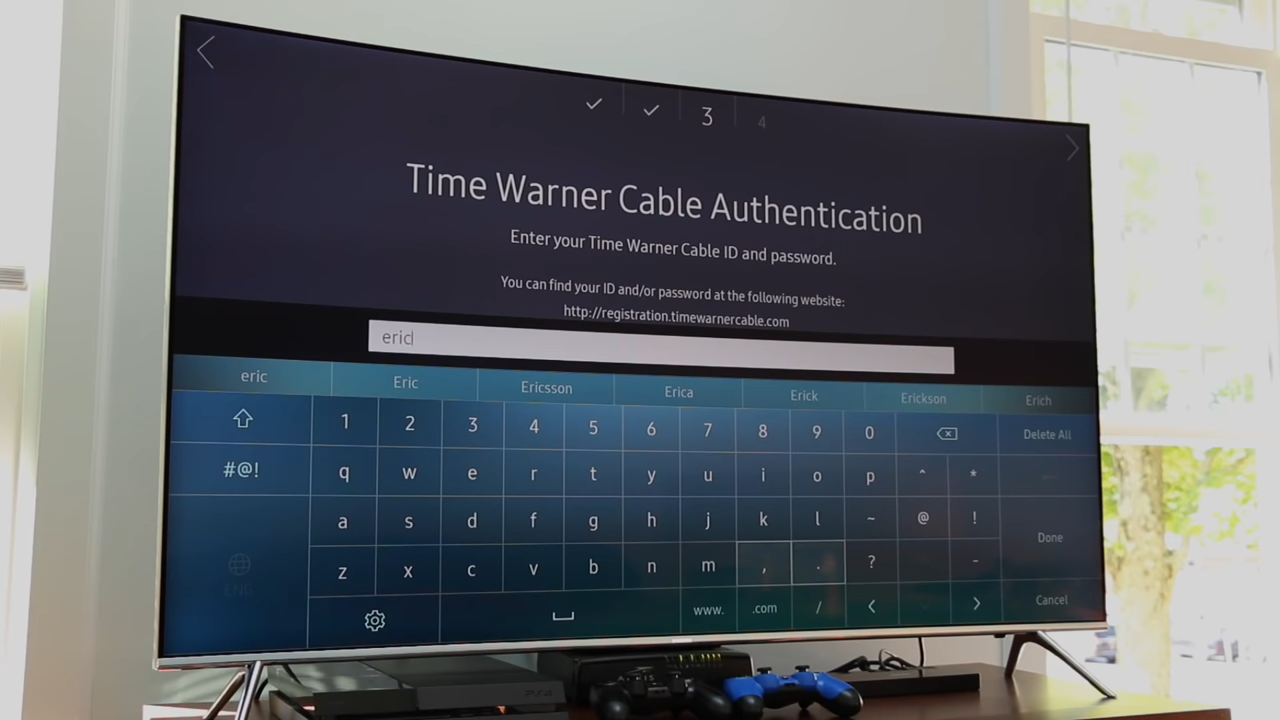 3 4
Time Warner Cable Authentication
Enter your Time Warner Cable ID and password.
You can find your ID and/or password at the following website:
http://registration.timewarnercable.com
eric
eric Eric Ericsson Erica Erick Erickson Erich
1 2 3 4 5 6 7 8 9 0 Delete All
#@! q w e r t y u i o p ^ *
a s d f g h j k l ~ @ !
Done
z x c v b n m , . ? -
LNG
www. .com / < > Cancel
PS4